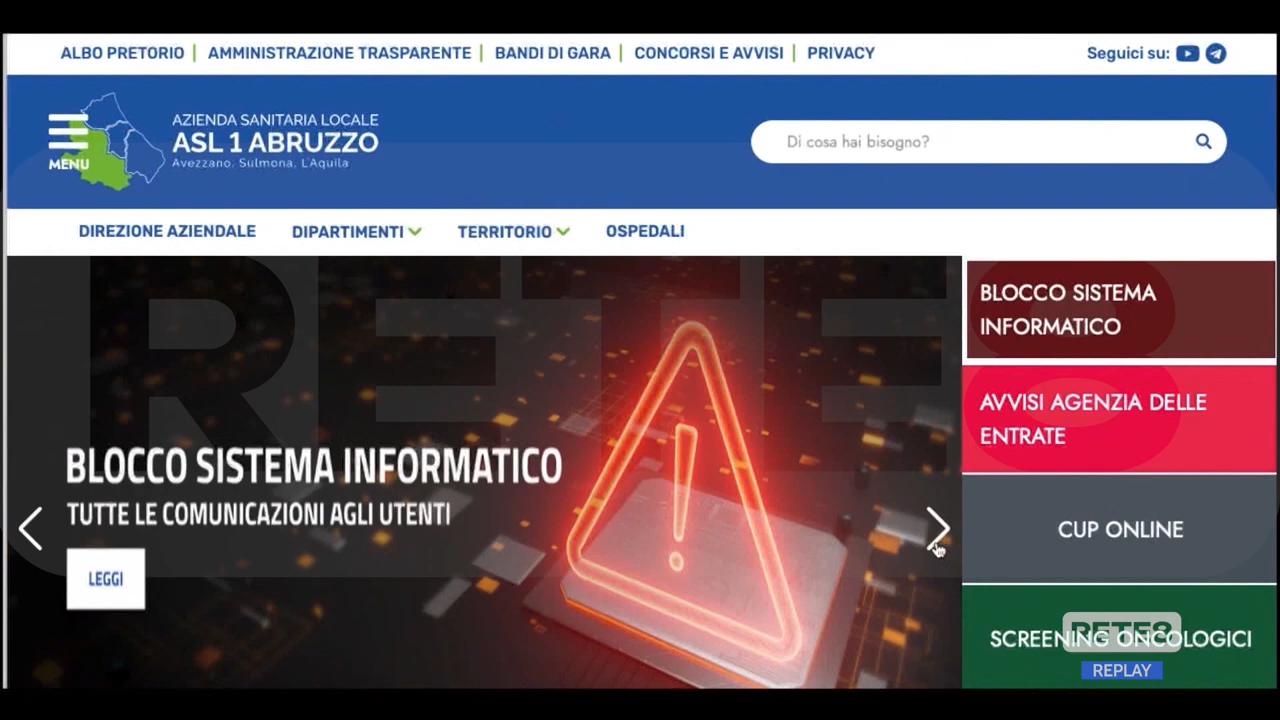 ALBO PRETORIO | AMMINISTRAZIONE TRASPARENTE | BANDI DI GARA | CONCORSI E AVVISI | PRIVACY
Seguici su:
MENU
AZIENDA SANITARIA LOCALE
ASL 1 ABRUZZO
Avezzano, Sulmona, L'Aquila
Di cosa hai bisogno?
DIREZIONE AZIENDALE DIPARTIMENTI TERRITORIO OSPEDALI
RETE8
BLOCCO SISTEMA INFORMATICO
TUTTE LE COMUNICAZIONI AGLI UTENTI
LEGGI
BLOCCO SISTEMA
INFORMATICO
AVVISI AGENZIA DELLE
ENTRATE
CUP ONLINE
SCREENING ONCOLOGICI
RETE8
REPLAY